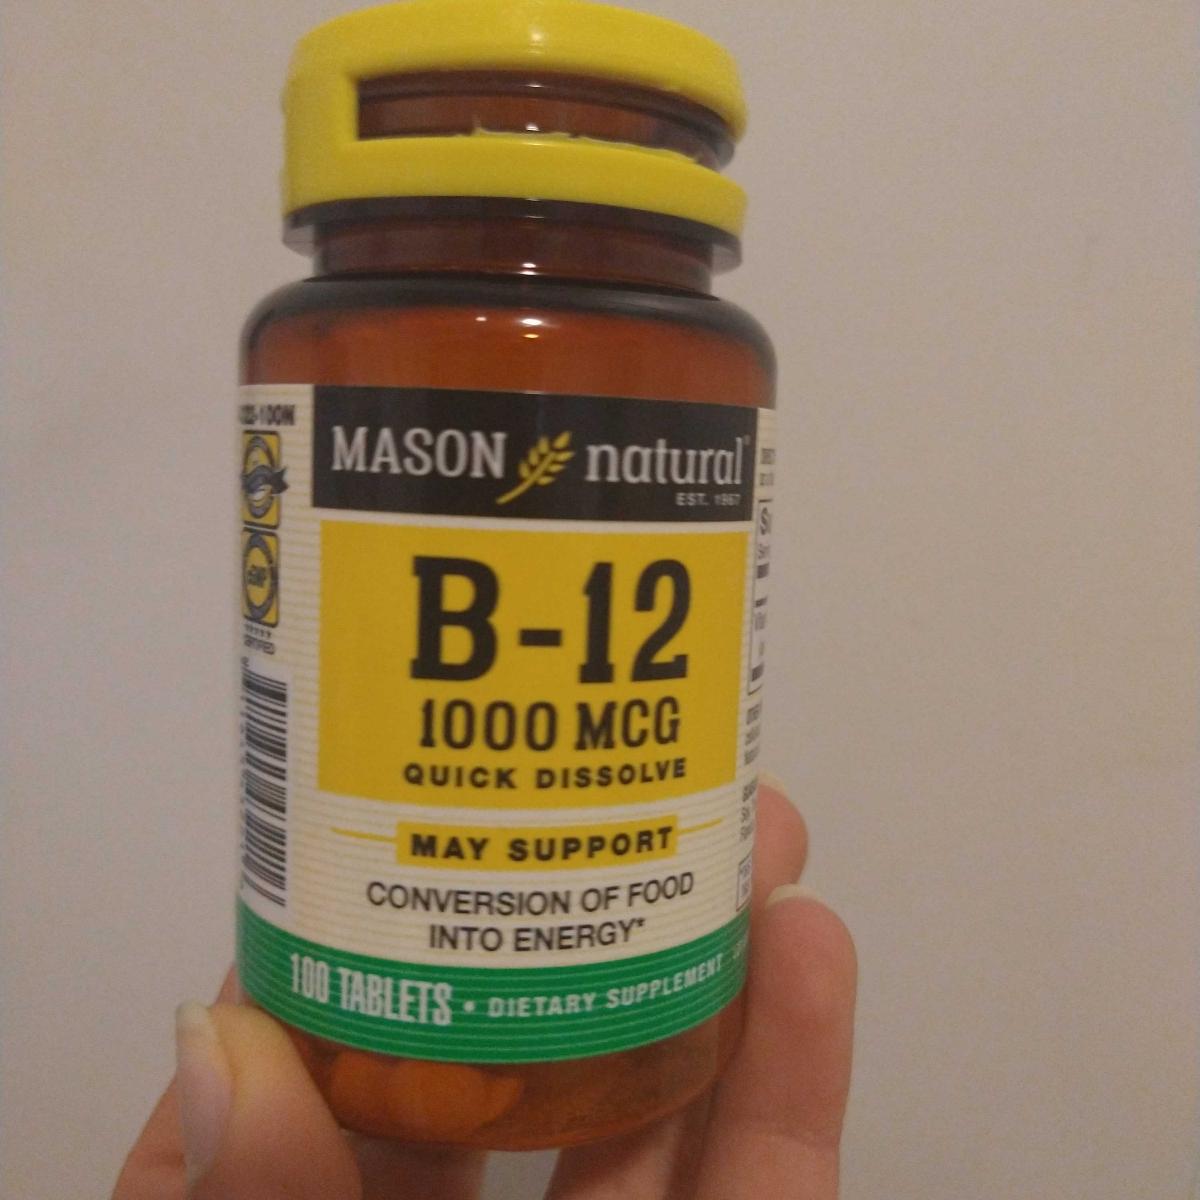 MASON natural
EST. 1967
B-12
1000 MCG
QUICK DISSOLVE
MAY SUPPORT
CONVERSION OF FOOD
INTO ENERGY*
100 TABLETS • DIETARY SUPPLEMENT
CERTIFIED